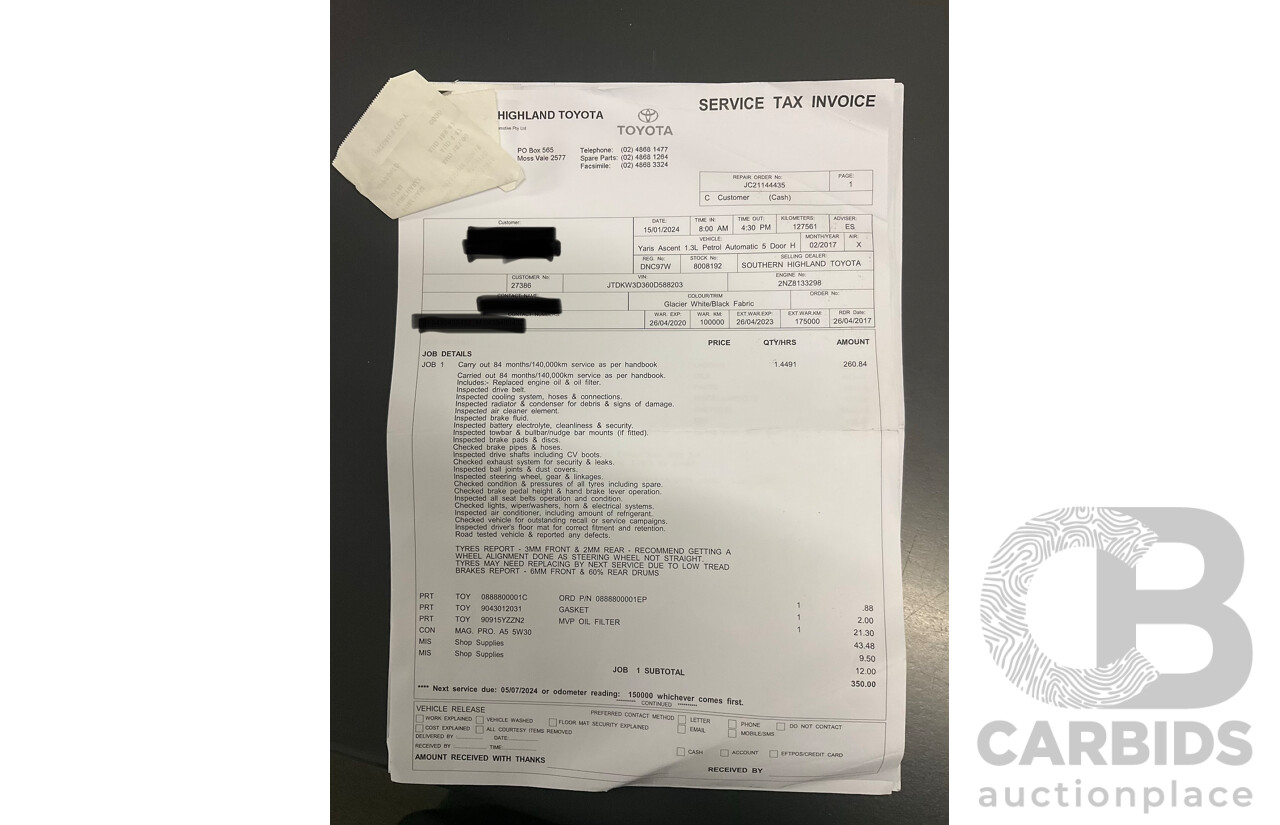 SERVICE TAX INVOICE
HIGHLAND TOYOTA
TOYOTA
PO Box 565
Moss Vale 2577
Telephone: (02) 4868 1477
Spare Parts: (02) 4868 1264
Facsimile: (02) 4868 3324
REPAIR ORDER No: PAGE:
JC21144435 1
C Customer (Cash)
Customer: DATE: TIME IN: TIME OUT: KILOMETERS: ADVISER:
15/01/2024 8:00 AM 4:30 PM 127561 ES
VEHICLE: MONTH/YEAR AIR:
Yaris Ascent 1.3L Petrol Automatic 5 Door H 02/2017 X
REG. No: STOCK No: SELLING DEALER:
DNC97W 8008192 SOUTHERN HIGHLAND TOYOTA
CUSTOMER No: VIN: ENGINE No:
27386 JTDKW3D360D588203 2NZ8133298
CONTACT NAME: COLOUR/TRIM ORDER No:
Glacier White/Black Fabric
WAR. EXP: WAR. KM: EXT.WAR.EXP: EXT.WAR.KM: RDR Date:
26/04/2020 100000 26/04/2023 175000 26/04/2017
PRICE QTY/HRS AMOUNT
JOB DETAILS
JOB 1 Carry out 84 months/140,000km service as per handbook 1.4491 260.84
Carried out 84 months/140,000km service as per handbook.
Includes:- Replaced engine oil & oil filter.
Inspected drive belt.
Inspected cooling system, hoses & connections.
Inspected radiator & condenser for debris & signs of damage.
Inspected air cleaner element.
Inspected brake fluid.
Inspected battery electrolyte, cleanliness & security.
Inspected towbar & bullbar/nudge bar mounts (if fitted).
Inspected brake pads & discs.
Checked brake pipes & hoses.
Inspected drive shafts including CV boots.
Checked exhaust system for security & leaks.
Inspected ball joints & dust covers.
Inspected steering wheel, gear & linkages.
Checked condition & pressures of all tyres including spare.
Checked brake pedal height & hand brake lever operation.
Inspected all seat belts operation and condition.
Checked lights, wiper/washers, horn & electrical systems.
Inspected air conditioner, including amount of refrigerant.
Checked vehicle for outstanding recall or service campaigns.
Inspected driver's floor mat for correct fitment and retention.
Road tested vehicle & reported any defects.
TYRES REPORT - 3MM FRONT & 2MM REAR - RECOMMEND GETTING A
WHEEL ALIGNMENT DONE AS STEERING WHEEL NOT STRAIGHT.
TYRES MAY NEED REPLACING BY NEXT SERVICE DUE TO LOW TREAD
BRAKES REPORT - 6MM FRONT & 60% REAR DRUMS
PRT TOY 0888800001C ORD P/N 0888800001EP 1 .88
PRT TOY 9043012031 GASKET 1 2.00
PRT TOY 90915YZZN2 MVP OIL FILTER 1 21.30
CON MAG. PRO. A5 5W30 43.48
MIS Shop Supplies 9.50
MIS Shop Supplies 12.00
JOB 1 SUBTOTAL 350.00
**** Next service due: 05/07/2024 or odometer reading: 150000 whichever comes first.
********* CONTINUED *********
VEHICLE RELEASE PREFERRED CONTACT METHOD LETTER PHONE DO NOT CONTACT
WORK EXPLAINED VEHICLE WASHED FLOOR MAT SECURITY EXPLAINED EMAIL MOBILE/SMS
COST EXPLAINED ALL COURTESY ITEMS REMOVED
DELIVERED BY DATE:
RECEIVED BY TIME: CASH ACCOUNT EFTPOS/CREDIT CARD
AMOUNT RECEIVED WITH THANKS RECEIVED BY
CB
CARBIDS
auctionplace